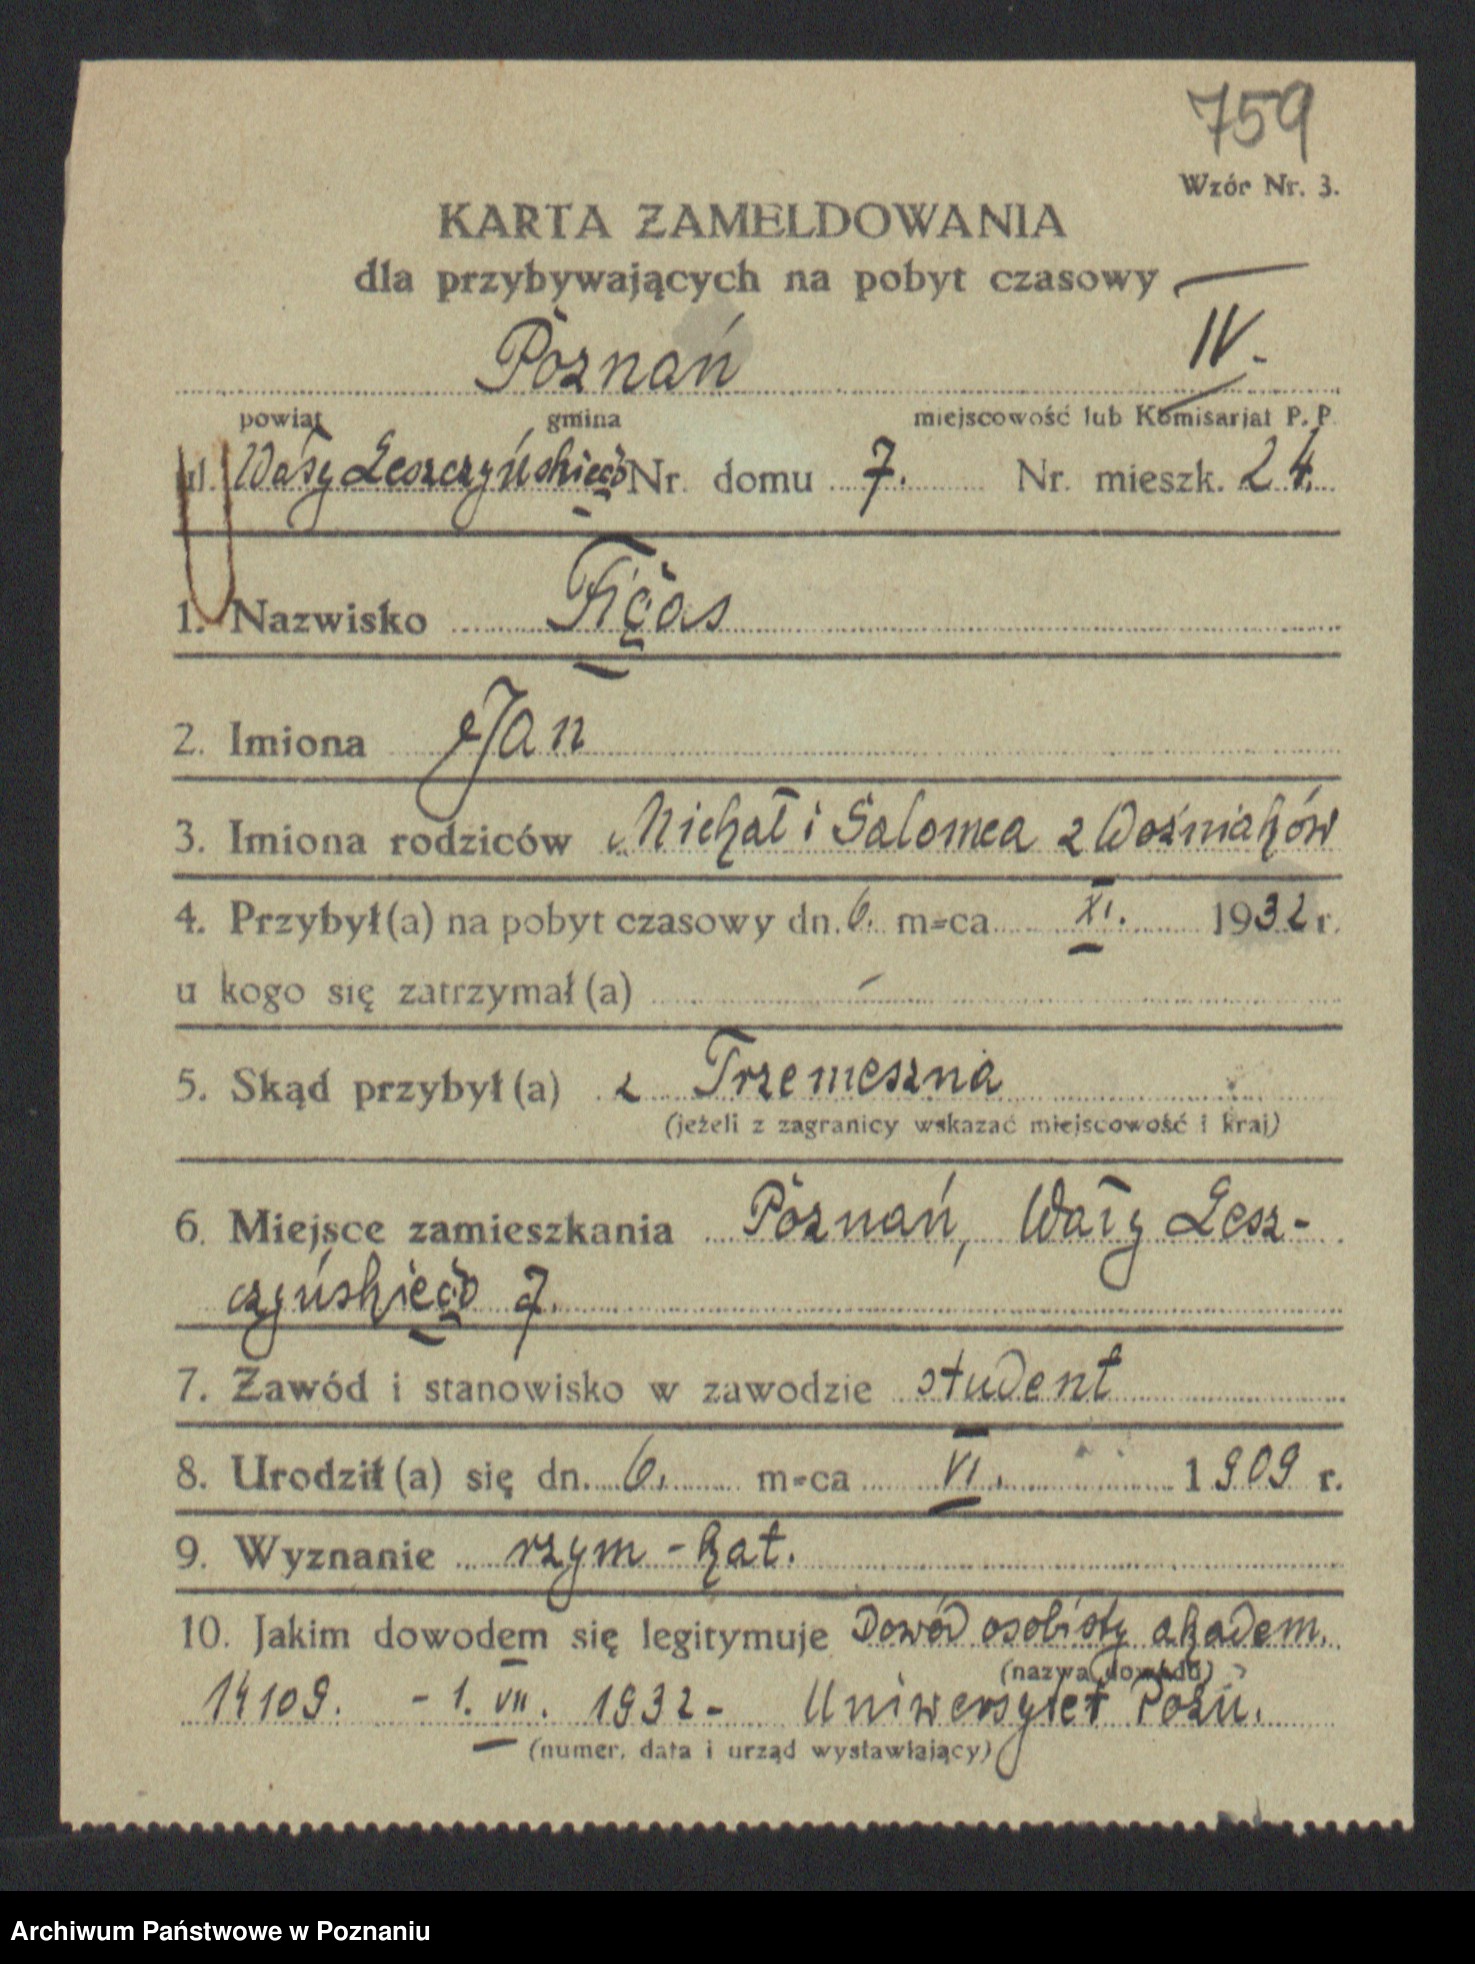 759
Wzór Nr. 3.
KARTA ZAMELDOWANIA
dla przybywających na pobyt czasowy
Poznań IV.
powiat gmina miejscowość lub Komisarjat P. P.
ul. Wały Leszczyńskiego Nr. domu 7. Nr. mieszk. 24.
1. Nazwisko
2. Imiona Jan
3. Imiona rodziców Michał i Salomea z Woźniaków
4. Przybył(a) na pobyt czasowy dn. 6. m-ca XI. 1932 r.
u kogo się zatrzymał(a) -
5. Skąd przybył(a) z Trzemeszna
(jeżeli z zagranicy wskazać miejscowość i kraj)
6. Miejsce zamieszkania Poznań, Wały Lesz-
czyńskiego 7.
7. Zawód i stanowisko w zawodzie student
8. Urodził(a) się dn. 6. m-ca VI. 1909 r.
9. Wyznanie rzym-kat.
10. Jakim dowodem się legitymuje Dowód osobisty akadem.
(nazwa dowodu)
14109. - 1. VII. 1932 - Uniwersytet Pozn.
(numer, data i urząd wystawiający)
Archiwum Państwowe w Poznaniu